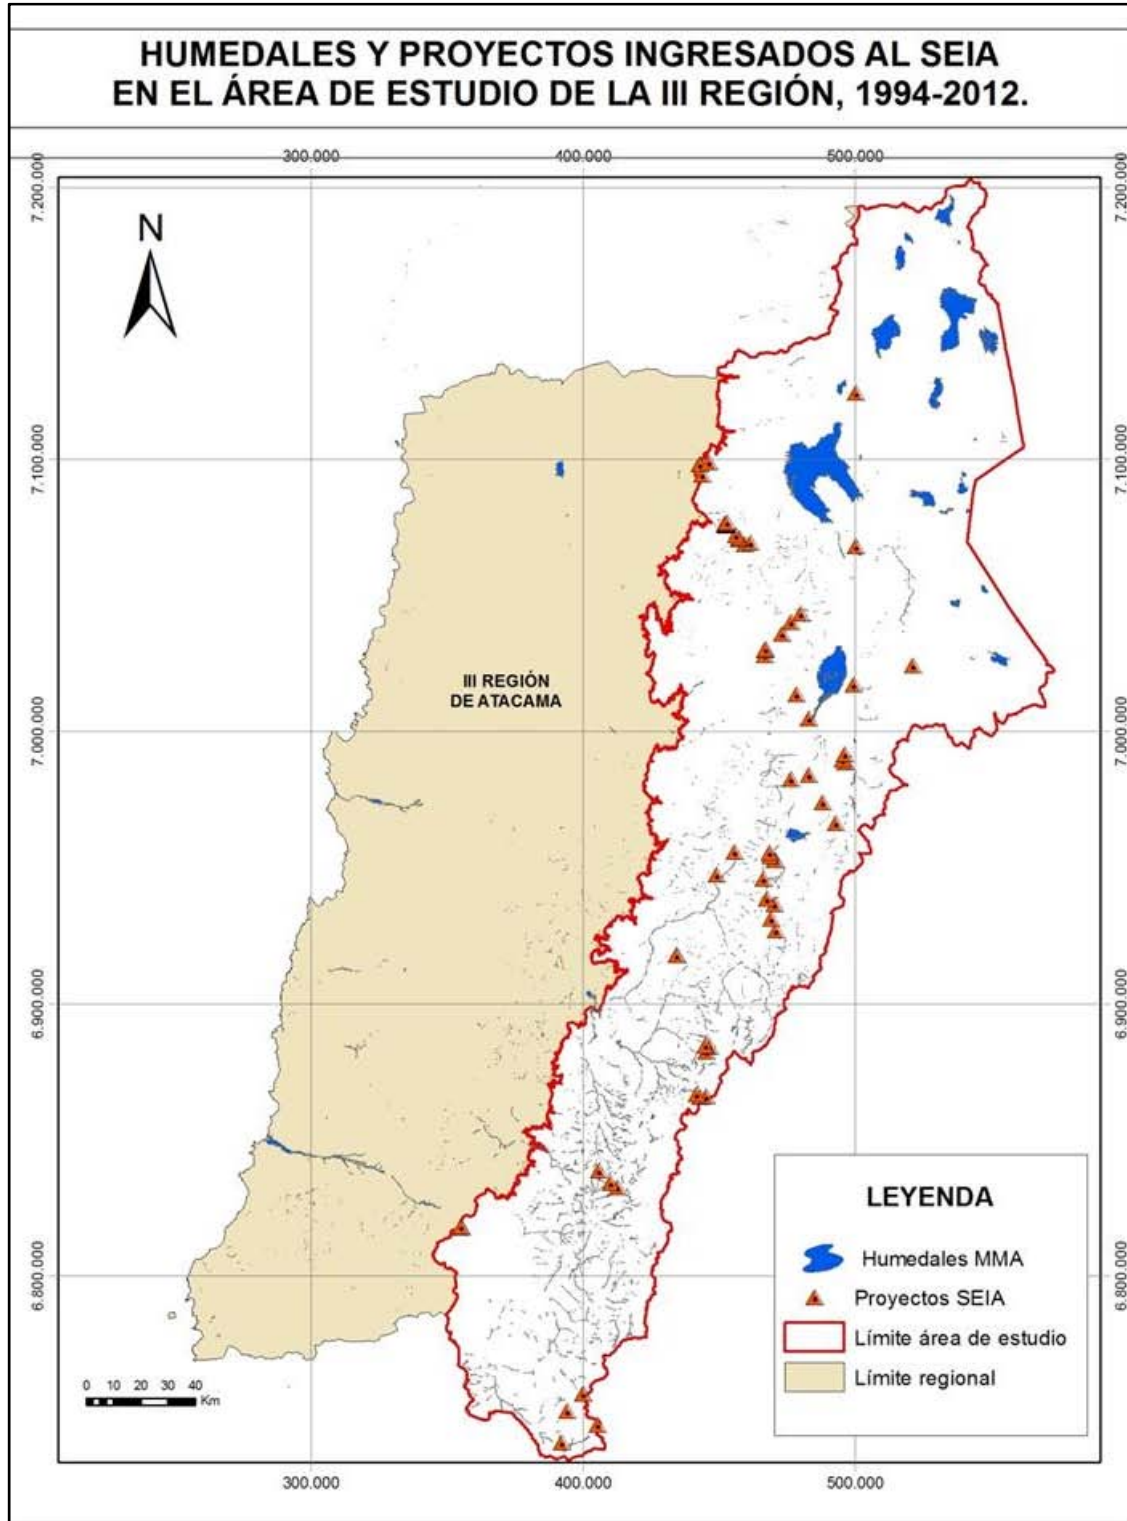 HUMEDALES Y PROYECTOS INGRESADOS AL SEIA
EN EL ÁREA DE ESTUDIO DE LA III REGIÓN, 1994-2012.
300.000 400.000 500.000
7.200.000 7.200.000
N
7.100.000 7.100.000
III REGIÓN
DE ATACAMA
7.000.000 7.000.000
6.900.000 6.900.000
LEYENDA
Humedales MMA
Proyectos SEIA
6.800.000 6.800.000
Límite área de estudio
Límite regional
0 10 20 40
Km
300.000 400.000 500.000